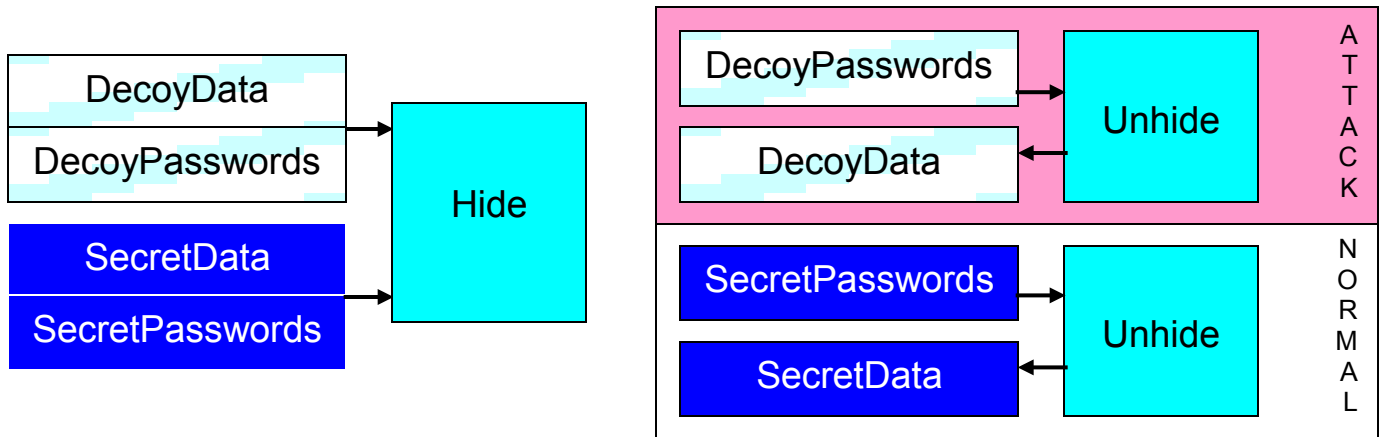 DecoyData
DecoyPasswords
SecretData
SecretPasswords
Hide
DecoyPasswords
DecoyData
Unhide
ATTACK
SecretPasswords
SecretData
Unhide
NORMAL